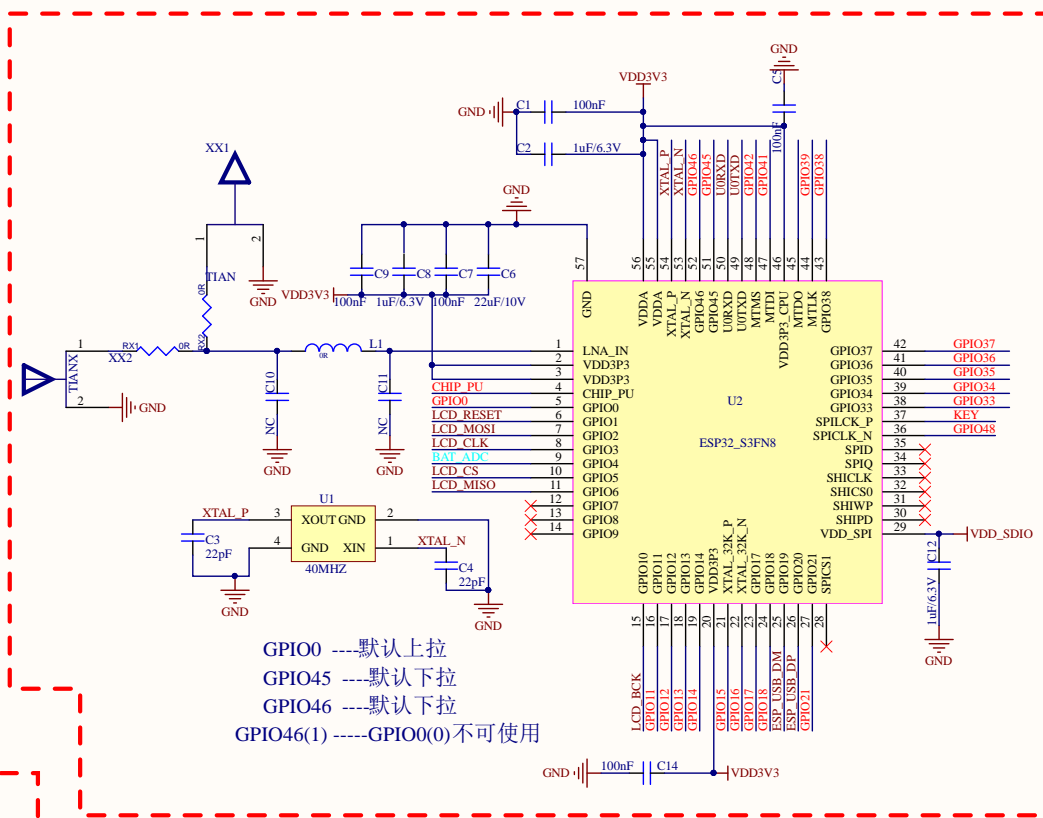 GND
VDD3V3
C5
100nF
GND
C1
100nF
C2
1uF/6.3V
XTAL_P
XTAL_N
GPIO46
GPIO45
U0RXD
U0TXD
GPIO42
GPIO41
GPIO39
GPIO38
XX1
1
2
TIAN
GND
0R
RX2
GND
C9
C8
C7
C6
VDD3V3
100nF
1uF/6.3V
100nF
22uF/10V
57
56
55
54
53
52
51
50
49
48
47
46
45
44
43
GND
VDDA
VDDA
XTAL_P
XTAL_N
GPIO46
GPIO45
U0RXD
U0TXD
MTMS
MTDI
VDD3P3_CPU
MTDO
MTLK
GPIO38
TIANX
1
2
RX1
0R
XX2
GND
0R
L1
C10
NC
GND
C11
NC
GND
1 LNA_IN
2 VDD3P3
3 VDD3P3
CHIP_PU 4 CHIP_PU
GPIO0 5 GPIO0
LCD_RESET 6 GPIO1
LCD_MOSI 7 GPIO2
LCD_CLK 8 GPIO3
BAT_ADC 9 GPIO4
LCD_CS 10 GPIO5
LCD_MISO 11 GPIO6
12 GPIO7
13 GPIO8
14 GPIO9
U2
ESP32_S3FN8
GPIO37 42 GPIO37
GPIO36 41 GPIO36
GPIO35 40 GPIO35
GPIO34 39 GPIO34
GPIO33 38 GPIO33
SPILCK_P 37 KEY
SPICLK_N 36 GPIO48
SPID 35
SPIQ 34
SHICLK 33
SHICS0 32
SHIWP 31
SHIPD 30
VDD_SPI 29
VDD_SDIO
C12
1uF/6.3V
GND
U1
XTAL_P 3 XOUT GND 2
4 GND XIN 1 XTAL_N
40MHZ
C3
22pF
GND
C4
22pF
GND
GPIO10
GPIO11
GPIO12
GPIO13
GPIO14
VDD3P3
XTAL_32K_P
XTAL_32K_N
GPIO17
GPIO18
GPIO19
GPIO20
GPIO21
SPICS1
15
16
17
18
19
20
21
22
23
24
25
26
27
28
LCD_BCK
GPIO11
GPIO12
GPIO13
GPIO14
GPIO15
GPIO16
GPIO17
GPIO18
ESP_USB_DM
ESP_USB_DP
GPIO21
GPIO0 ----默认上拉
GPIO45 ----默认下拉
GPIO46 ----默认下拉
GPIO46(1) -----GPIO0(0)不可使用
GND
100nF
C14
VDD3V3